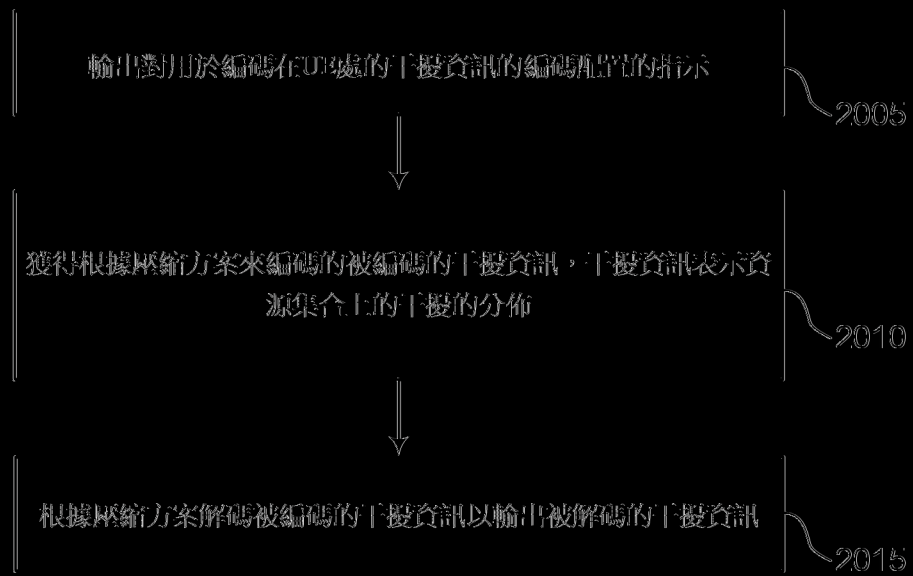 輸出對用於編碼在UE處的干擾資訊的編碼配置的指示
2005
獲得根據壓縮方案來編碼的被編碼的干擾資訊，干擾資訊表示資
源集合上的干擾的分佈
2010
根據壓縮方案解碼被編碼的干擾資訊以輸出被解碼的干擾資訊
2015